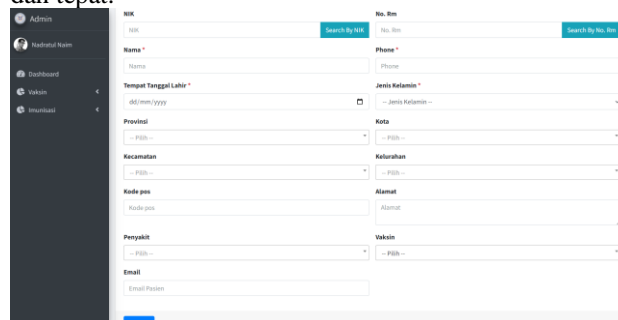 dan tepat.
Admin
Nadratul Naim
Dashboard
Vaksin
Imunisasi
NIK
No. Rm
NIK
Search By NIK
No. Rm
Search By No. Rm
Nama *
Phone *
Nama
Phone
Tempat Tanggal Lahir *
Jenis Kelamin *
dd/mm/yyyy
-- Jenis Kelamin --
Provinsi
Kota
-- Pilih --
-- Pilih --
Kecamatan
Kelurahan
-- Pilih --
-- Pilih --
Kode pos
Alamat
Kode pos
Alamat
Penyakit
Vaksin
-- Pilih --
-- Pilih --
Email
Email Pasien